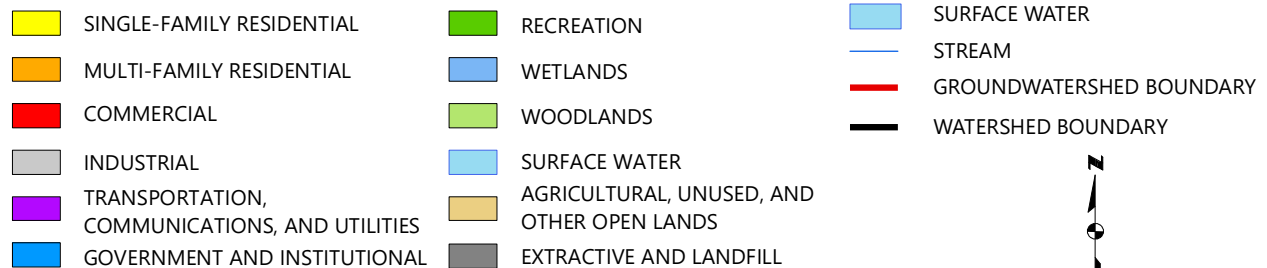 SINGLE-FAMILY RESIDENTIAL
MULTI-FAMILY RESIDENTIAL
COMMERCIAL
INDUSTRIAL
TRANSPORTATION,
COMMUNICATIONS, AND UTILITIES
GOVERNMENT AND INSTITUTIONAL
RECREATION
WETLANDS
WOODLANDS
SURFACE WATER
AGRICULTURAL, UNUSED, AND
OTHER OPEN LANDS
EXTRACTIVE AND LANDFILL
SURFACE WATER
STREAM
GROUNDWATERSHED BOUNDARY
WATERSHED BOUNDARY
N